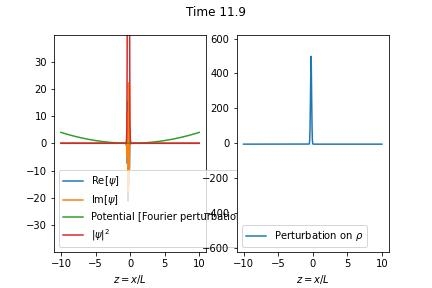 Time 11.9
30
20
10
0
−10
−20
−30
Re[ψ]
Im[ψ]
Potential [Fourier perturbatio
|ψ|²
−10 −5 0 5 10
z = x/L
600
400
200
0
−200
−400
−600
Perturbation on ρ
−10 −5 0 5 10
z = x/L